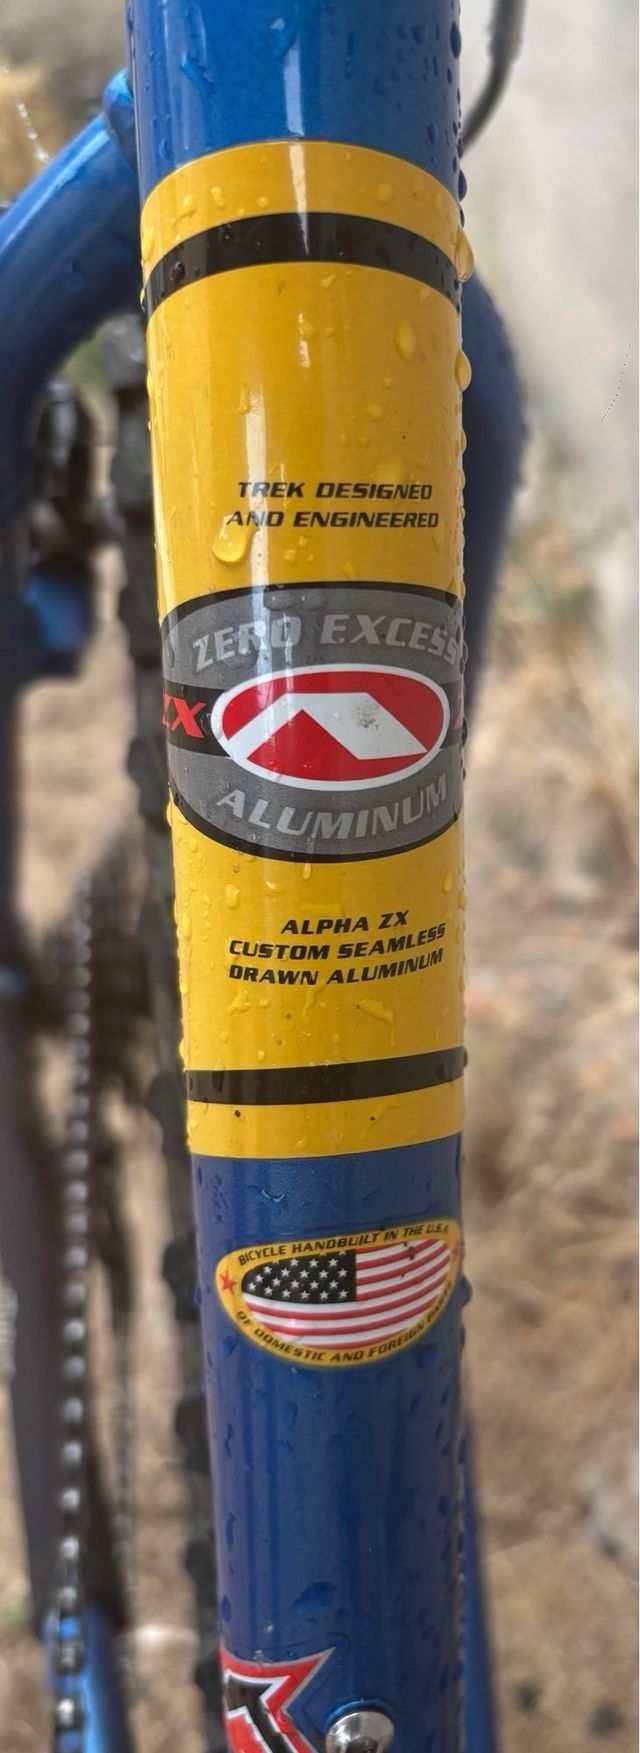 TREK DESIGNED
AND ENGINEERED
ZERO EXCESS
ZX
ALUMINUM
ALPHA ZX
CUSTOM SEAMLESS
DRAWN ALUMINUM
BICYCLE HANDBUILT IN THE U.S.A
OF DOMESTIC AND FOREIGN PARTS